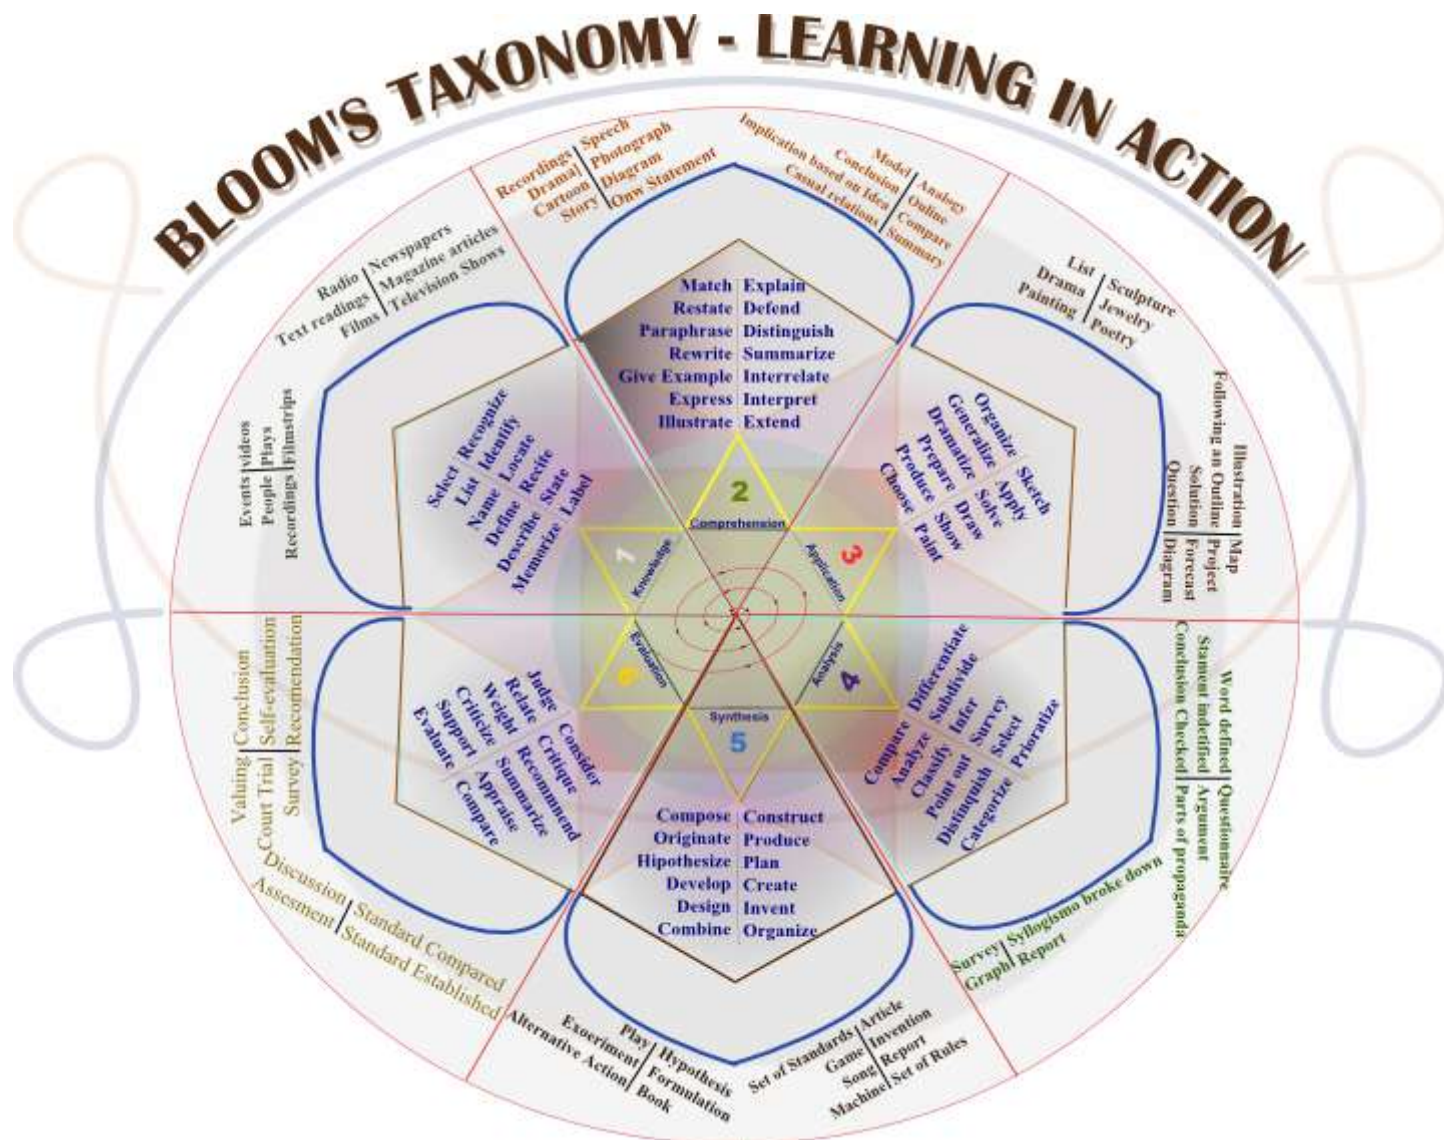 BLOOM'S TAXONOMY - LEARNING IN ACTION
Recordings Speech
Dramal Photograph
Cartoon Diagram
Story Onw Statement
Model Analogy
Conclusion Ouline
Implication based on Idea Compare
Casual relations Summary
Match Explain
Restate Defend
Paraphrase Distinguish
Rewrite Summarize
Give Example Interrelate
Express Interpret
Illustrate Extend
2
Comprehension
List Sculpture
Drama Jewelry
Painting Poetry
Illustration Map
Following an Outline Project
Solution Forecast
Question Diagram
Organize Sketch
Generalize Apply
Dramatize Solve
Prepare Draw
Produce Show
Choose Paint
3
Application
Word defined Questionnaire
Stament indetified Argument
Conclusion Checked Parts of propaganda
Survey Syllogismo broke down
Graph Report
Compare Differentiate
Analyze Subdivide
Classify Infer
Point out Survey
Distinquish Select
Categorize Prioratize
4
Analysis
Synthesis
5
Compose Construct
Originate Produce
Hipothesize Plan
Develop Create
Design Invent
Combine Organize
Set of Standards Article
Game Invention
Song Report
Machine Set of Rules
Play Hypothesis
Exoeriment Formulation
Alternative Action Book
Evaluation
6
Judge Consider
Relate Critique
Weight Recommend
Criticize Summarize
Support Appraise
Evaluate Compare
Discussion Standard Compared
Assesment Standard Established
Valuing Conclusion
Court Trial Self-evaluation
Survey Recomendation
Knowledge
1
Select Recognize
List Identify
Name Locate
Define Recite
Describe State
Memorize Label
Events videos
People Plays
Recordings Filmstrips
Radio Newspapers
Text readings Magazine articles
Films Television Shows